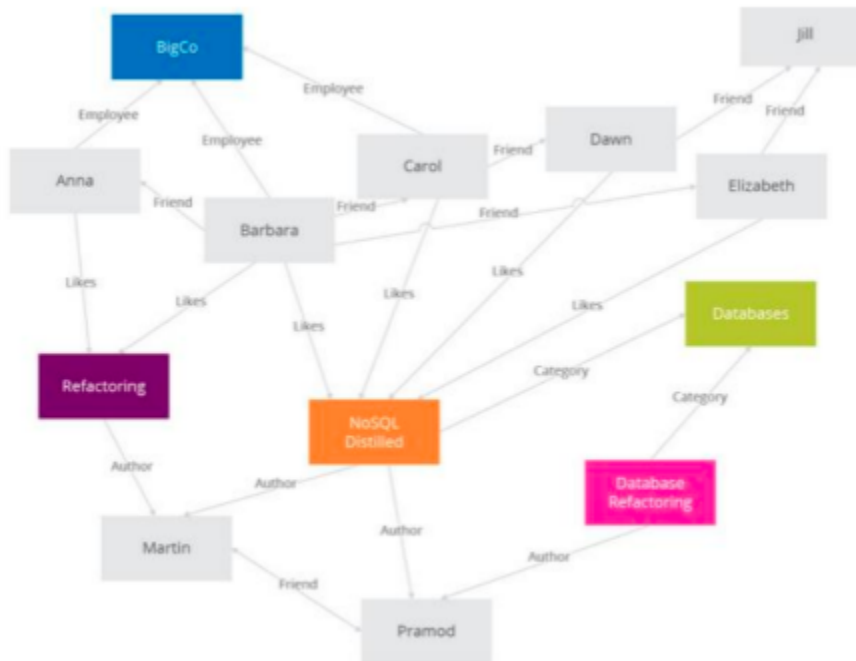 BigCo
Jill
Employee
Employee
Employee
Friend
Friend
Anna
Carol
Friend
Dawn
Elizabeth
Friend
Barbara
Friend
Friend
Likes
Likes
Likes
Likes
Likes
Likes
Databases
Refactoring
NoSQL
Distilled
Category
Category
Author
Author
Database
Refactoring
Martin
Author
Author
Friend
Pramod